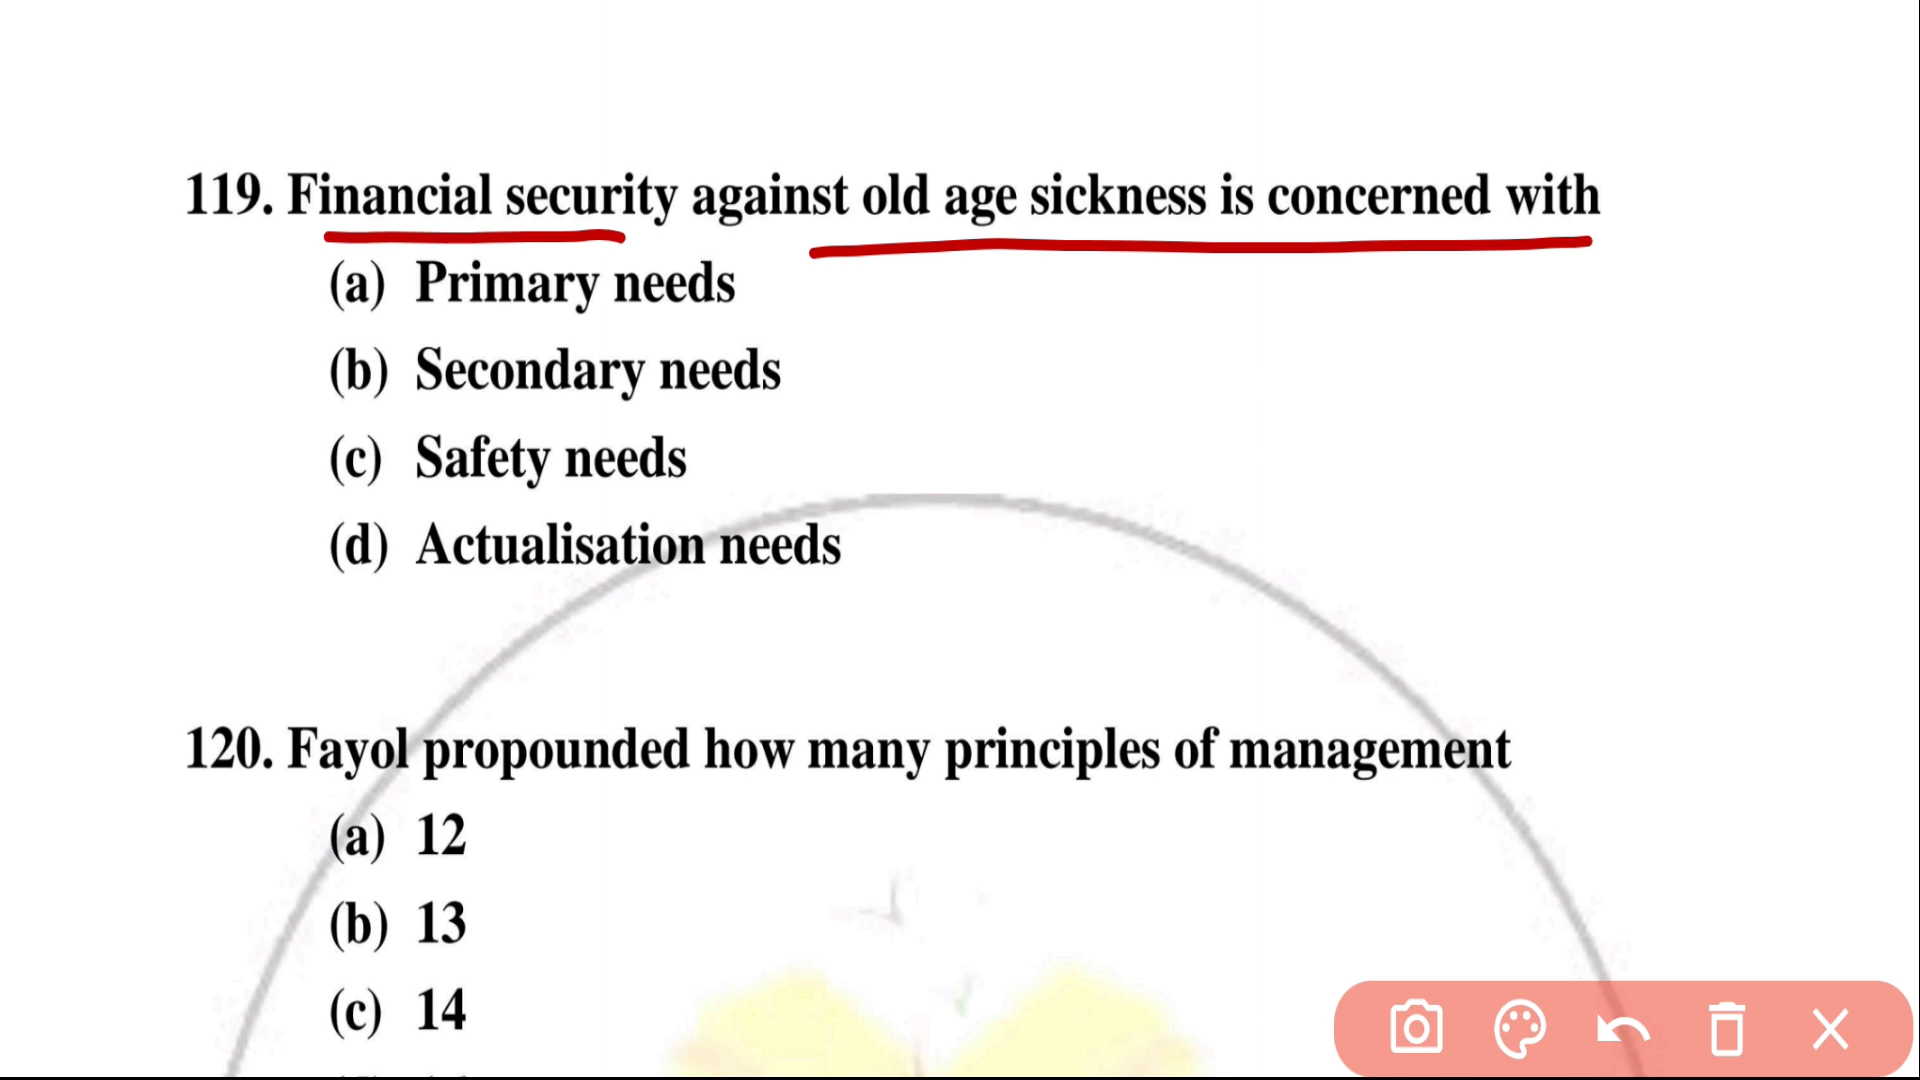 119. Financial security against old age sickness is concerned with
(a) Primary needs
(b) Secondary needs
(c) Safety needs
(d) Actualisation needs
120. Fayol propounded how many principles of management
(a) 12
(b) 13
(c) 14